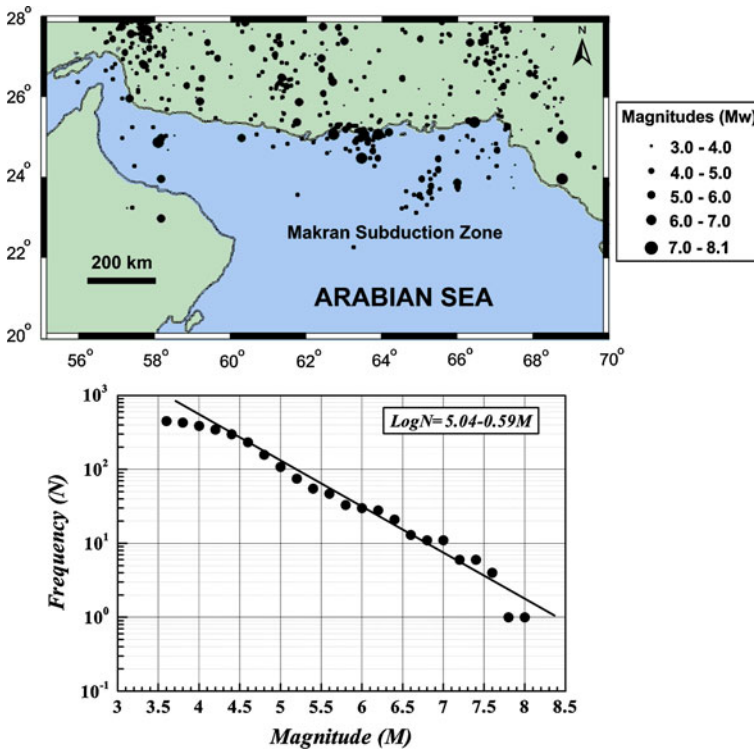 28°
26°
24°
22°
20°
N
Makran Subduction Zone
200 km
ARABIAN SEA
56° 58° 60° 62° 64° 66° 68° 70°
Magnitudes (Mw)
3.0 - 4.0
4.0 - 5.0
5.0 - 6.0
6.0 - 7.0
7.0 - 8.1
Frequency (N)
10³
10²
10¹
10⁰
10⁻¹
LogN=5.04-0.59M
3 3.5 4 4.5 5 5.5 6 6.5 7 7.5 8 8.5
Magnitude (M)